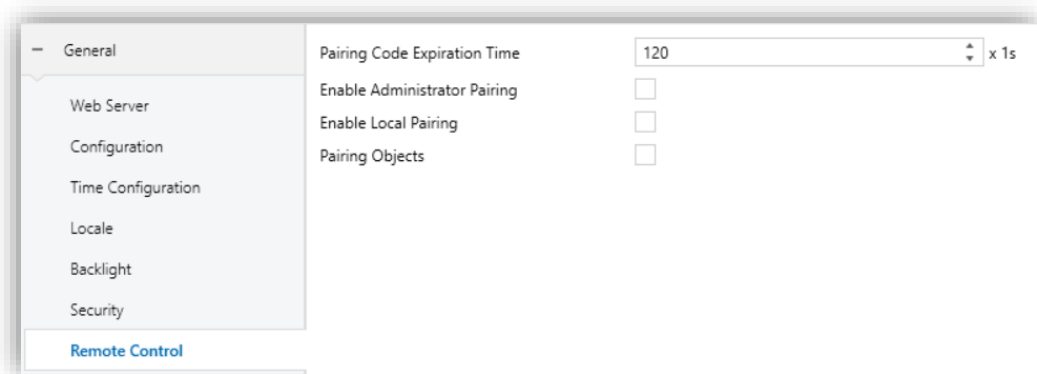 General
Web Server
Configuration
Time Configuration
Locale
Backlight
Security
Remote Control
Pairing Code Expiration Time 120 x 1s
Enable Administrator Pairing
Enable Local Pairing
Pairing Objects